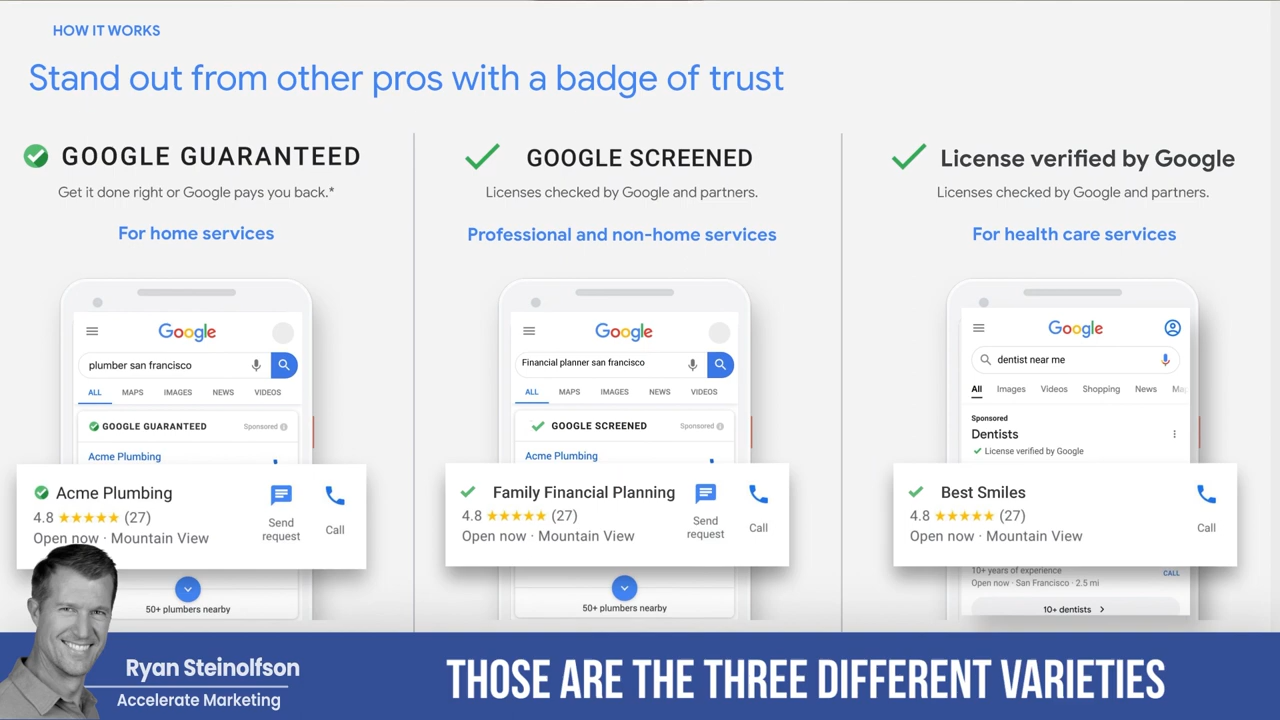 HOW IT WORKS
Stand out from other pros with a badge of trust
GOOGLE GUARANTEED
Get it done right or Google pays you back.*
For home services
Google
plumber san francisco
ALL MAPS IMAGES NEWS VIDEOS
GOOGLE GUARANTEED Sponsored
Acme Plumbing
Acme Plumbing
4.8 ★★★★★ (27)
Open now · Mountain View
Send request
Call
50+ plumbers nearby
GOOGLE SCREENED
Licenses checked by Google and partners.
Professional and non-home services
Google
Financial planner san francisco
ALL MAPS IMAGES NEWS VIDEOS
GOOGLE SCREENED Sponsored
Acme Plumbing
Family Financial Planning
4.8 ★★★★★ (27)
Open now · Mountain View
Send request
Call
50+ plumbers nearby
License verified by Google
Licenses checked by Google and partners.
For health care services
Google
dentist near me
All Images Videos Shopping News Ma
Sponsored
Dentists
License verified by Google
Best Smiles
4.8 ★★★★★ (27)
Open now · Mountain View
Call
10+ years of experience
Open now · San Francisco · 2.5 mi
CALL
10+ dentists
Ryan Steinolfson
Accelerate Marketing
THOSE ARE THE THREE DIFFERENT VARIETIES